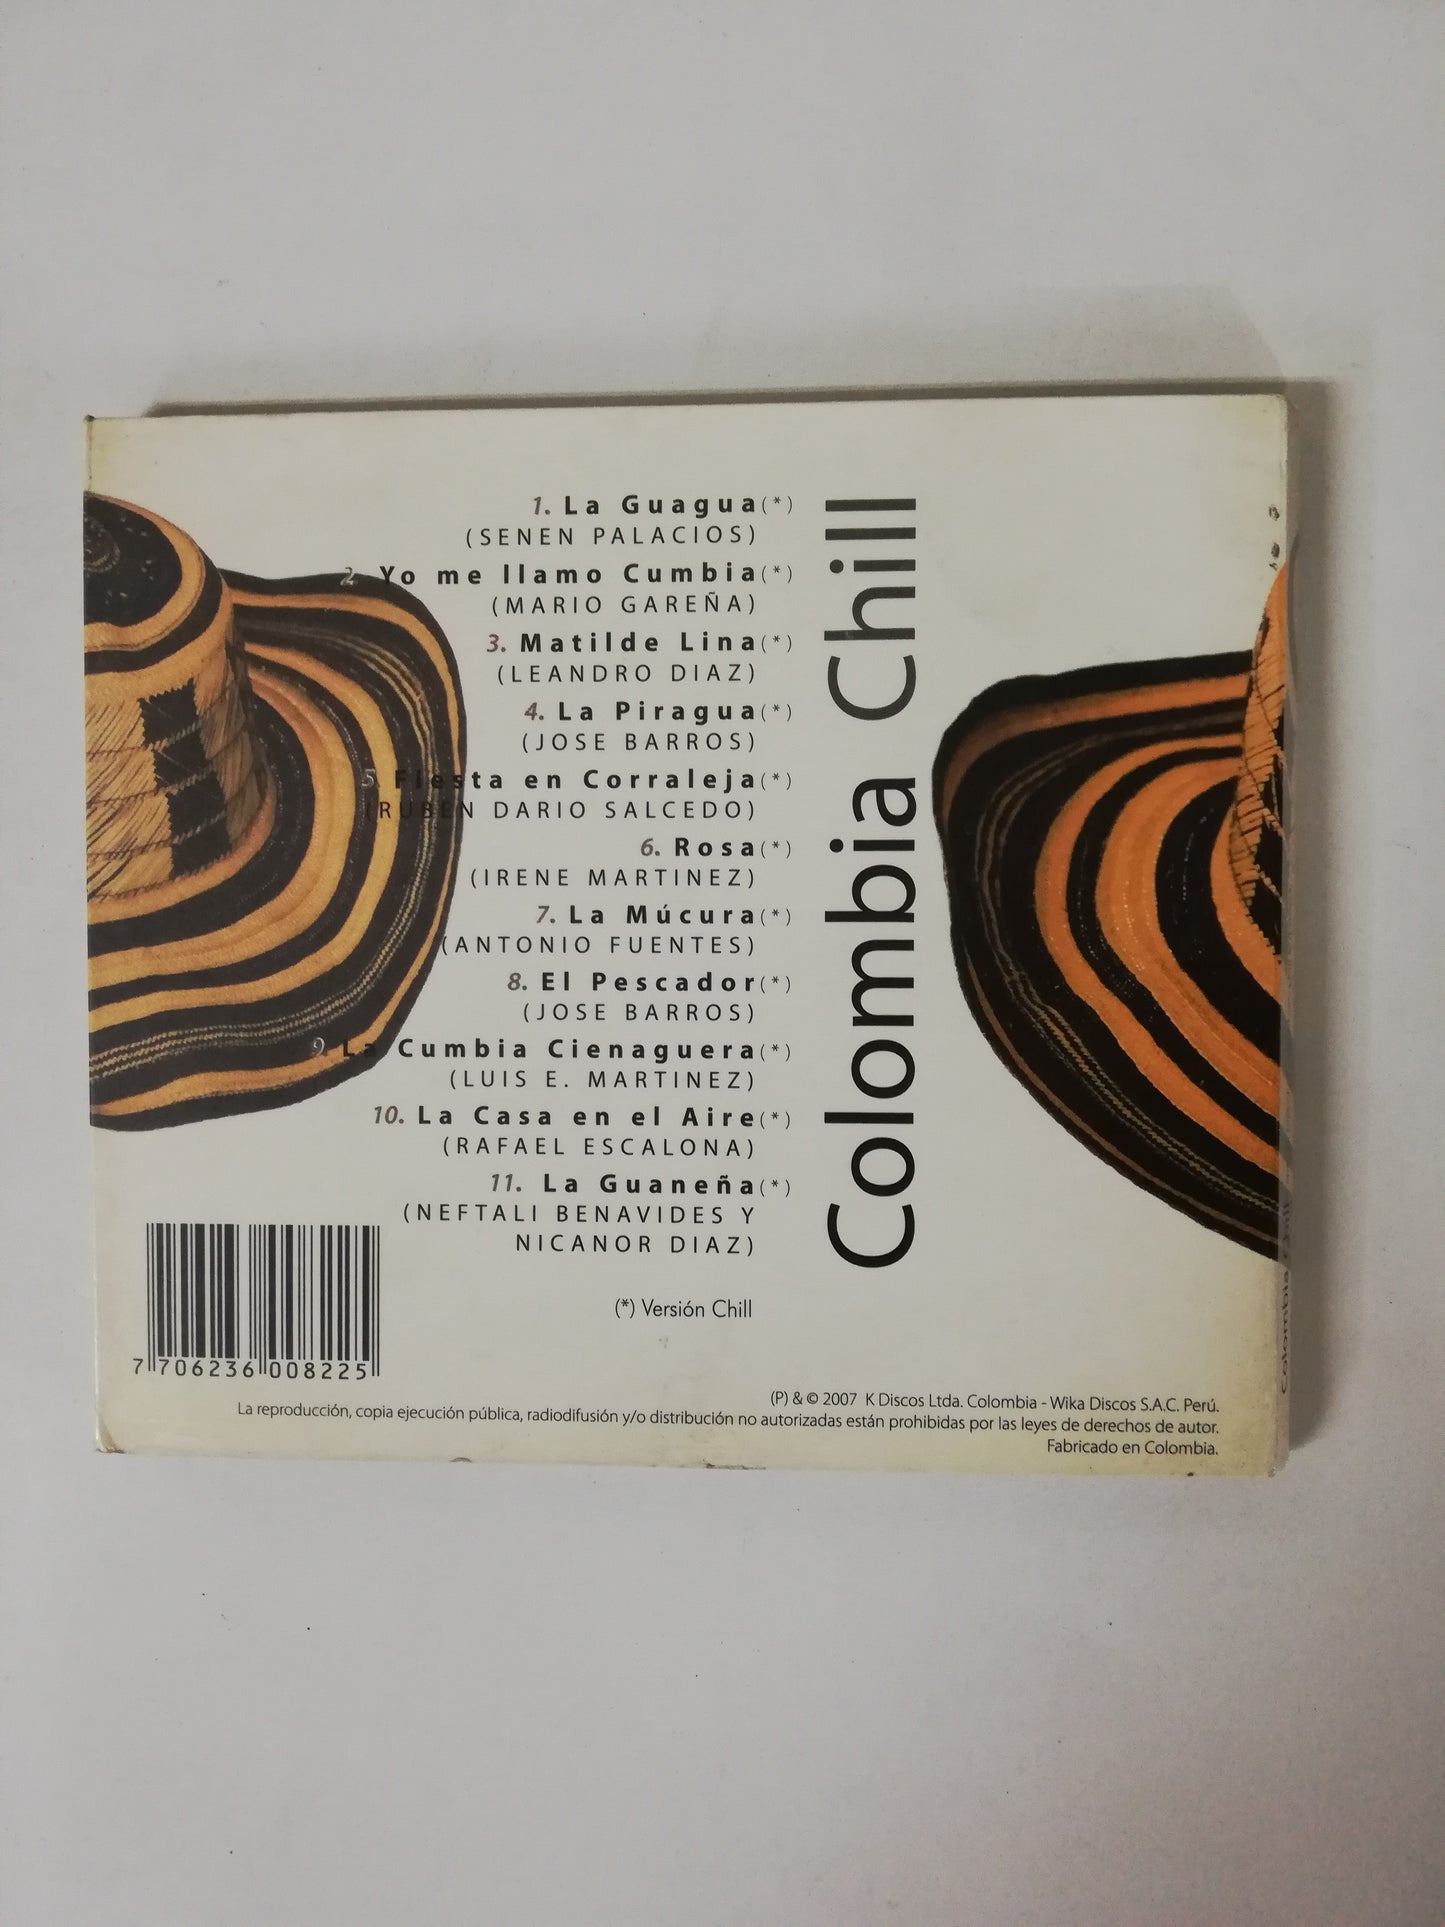 1. La Guagua(*)
(SENEN PALACIOS)
2. Yo me llamo Cumbia(*)
(MARIO GAREÑA)
3. Matilde Lina(*)
(LEANDRO DIAZ)
4. La Piragua(*)
(JOSE BARROS)
5. Fiesta en Corraleja(*)
(RUBEN DARIO SALCEDO)
6. Rosa(*)
(IRENE MARTINEZ)
7. La Múcura(*)
(ANTONIO FUENTES)
8. El Pescador(*)
(JOSE BARROS)
9. La Cumbia Cienaguera(*)
(LUIS E. MARTINEZ)
10. La Casa en el Aire(*)
(RAFAEL ESCALONA)
11. La Guaneña(*)
(NEFTALI BENAVIDES Y
NICANOR DIAZ)
(*) Versión Chill
Colombia Chill
7 706236 008225
(P) & © 2007 K Discos Ltda. Colombia - Wika Discos S.A.C. Perú.
La reproducción, copia ejecución pública, radiodifusión y/o distribución no autorizadas están prohibidas por las leyes de derechos de autor.
Fabricado en Colombia.
Colombia Chill